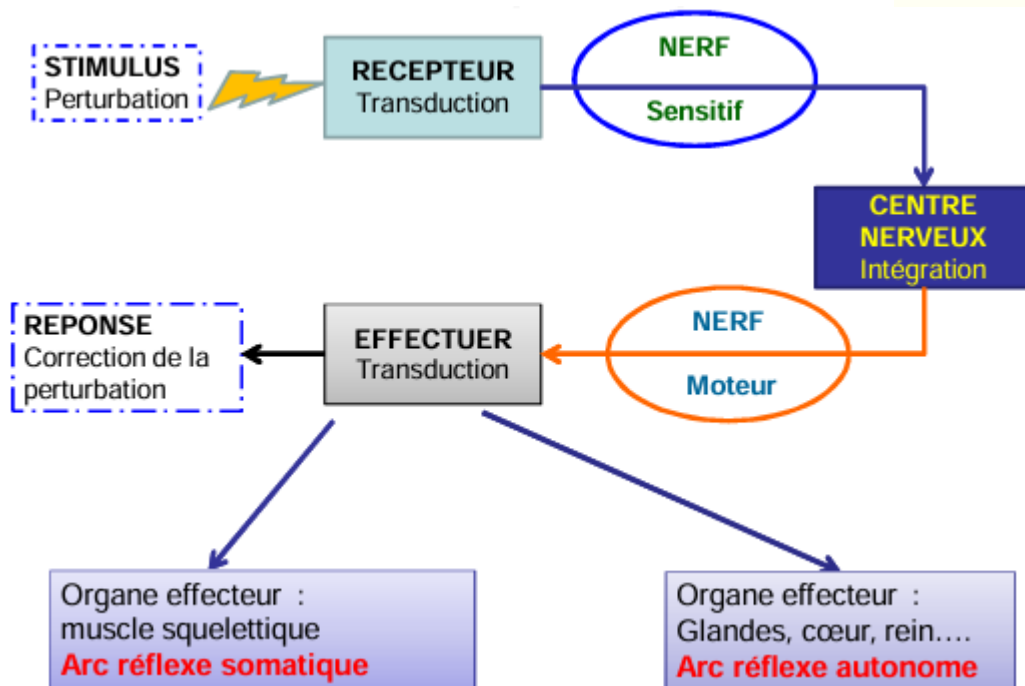 STIMULUS
Perturbation
RECEPTEUR
Transduction
NERF
Sensitif
CENTRE
NERVEUX
Intégration
REPONSE
Correction de la
perturbation
EFFECTUER
Transduction
NERF
Moteur
Organe effecteur :
muscle squelettique
Arc réflexe somatique
Organe effecteur :
Glandes, cœur, rein....
Arc réflexe autonome